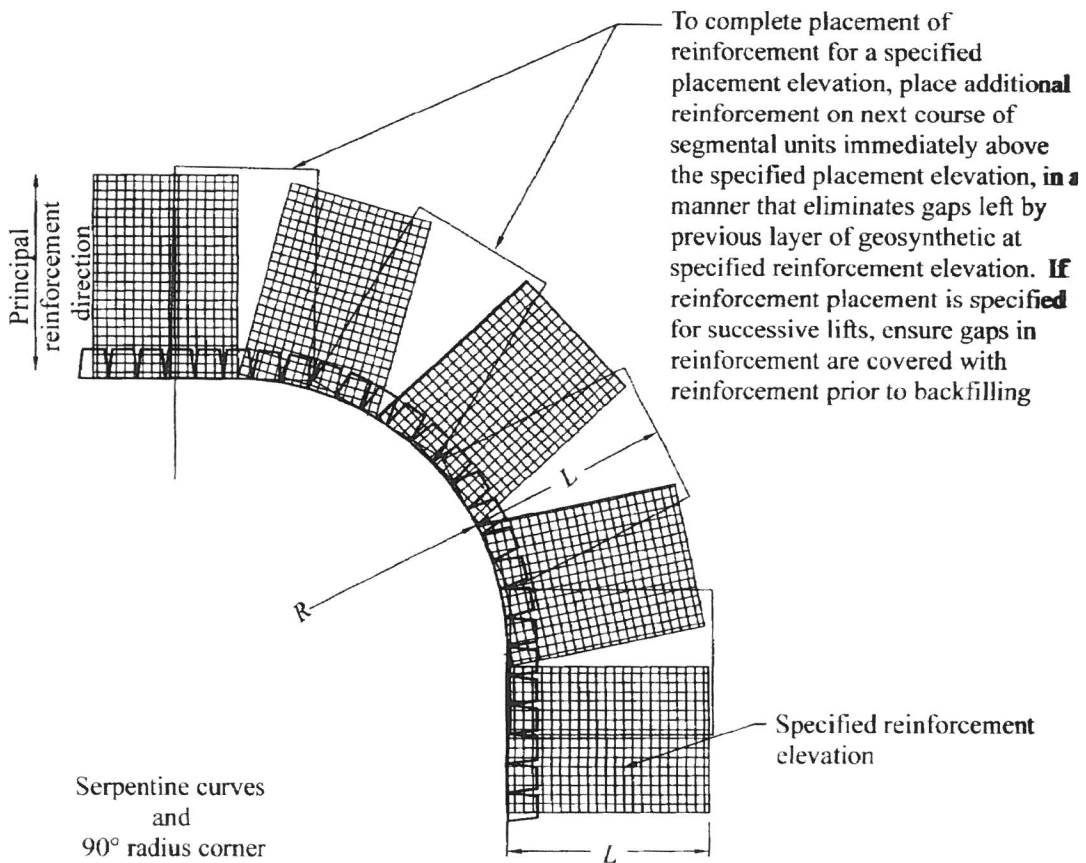 To complete placement of
reinforcement for a specified
placement elevation, place additional
reinforcement on next course of
segmental units immediately above
the specified placement elevation, in a
manner that eliminates gaps left by
previous layer of geosynthetic at
specified reinforcement elevation. If
reinforcement placement is specified
for successive lifts, ensure gaps in
reinforcement are covered with
reinforcement prior to backfilling
Principal
reinforcement
direction
L
R
Specified reinforcement
elevation
Serpentine curves
and
90° radius corner
L